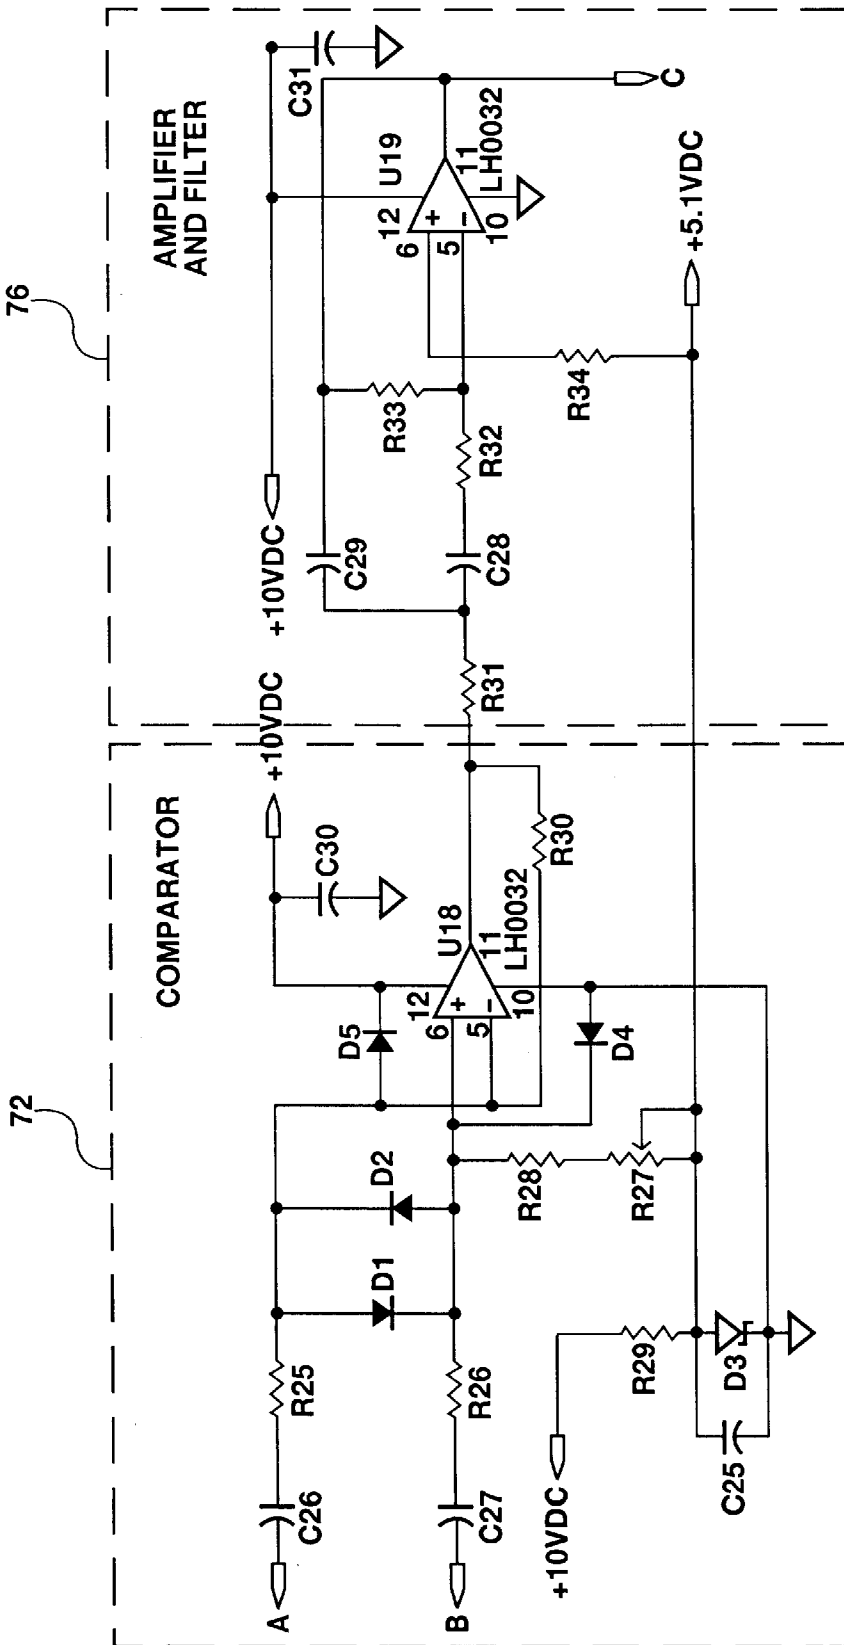 72
76
COMPARATOR
AMPLIFIER
AND FILTER
A
C26
R25
D1
D2
D5
12
U18
6
+
5
−
11
10
LH0032
C30
+10VDC
B
C27
R26
R28
R27
D4
R30
+10VDC
R29
D3
C25
R31
+10VDC
C29
C28
R33
R32
R34
C31
U19
12
6
+
5
−
11
10
LH0032
C
+5.1VDC